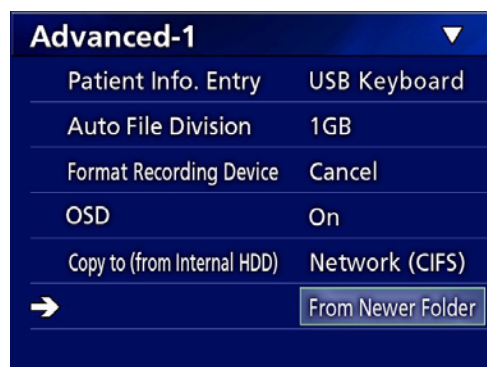 Advanced-1
Patient Info. Entry USB Keyboard
Auto File Division 1GB
Format Recording Device Cancel
OSD On
Copy to (from Internal HDD) Network (CIFS)
From Newer Folder